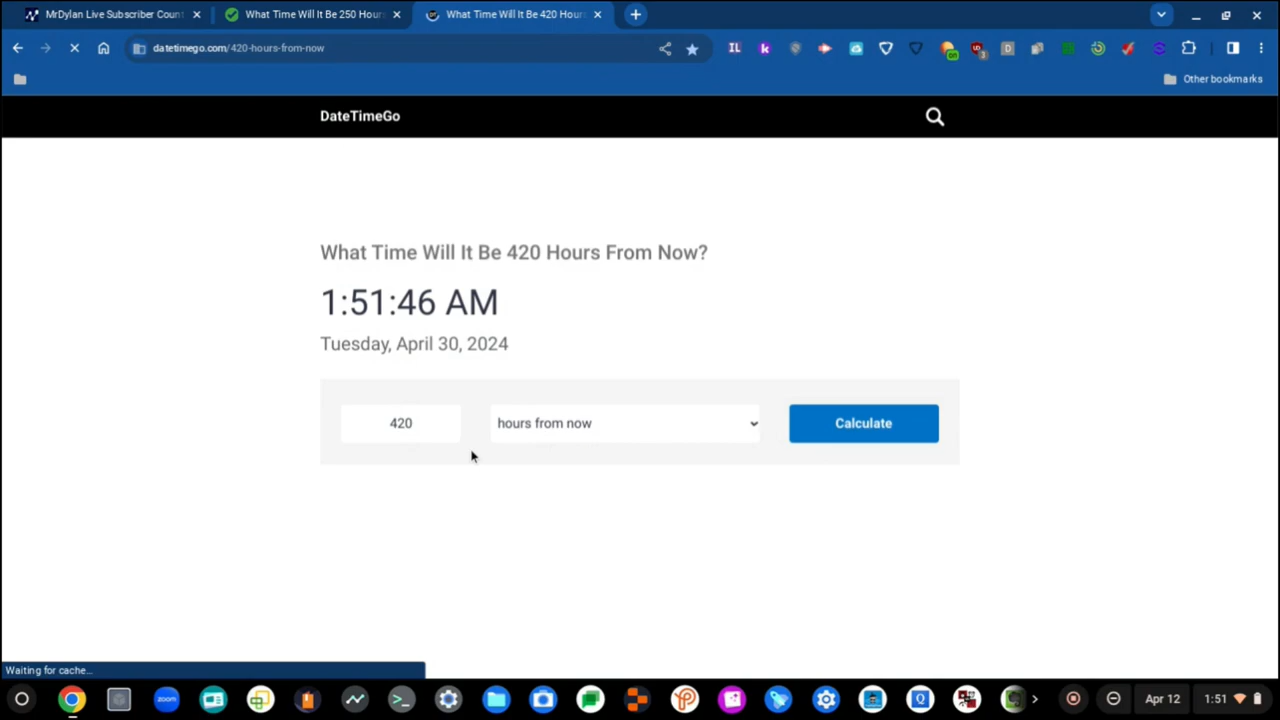 MrDylan Live Subscriber Count
What Time Will It Be 250 Hours
What Time Will It Be 420 Hours
datetimego.com/420-hours-from-now
Other bookmarks
DateTimeGo
What Time Will It Be 420 Hours From Now?
1:51:46 AM
Tuesday, April 30, 2024
420
hours from now
Calculate
Waiting for cache...
zoom
Apr 12
1:51